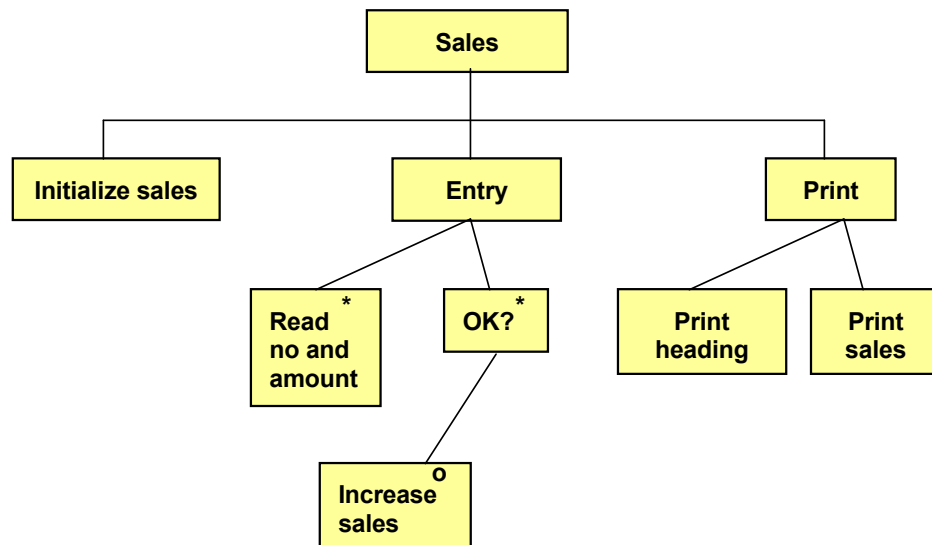 Sales
Initialize sales
Entry
Print
Read *
no and
amount
OK? *
Print
heading
Print
sales
Increase o
sales